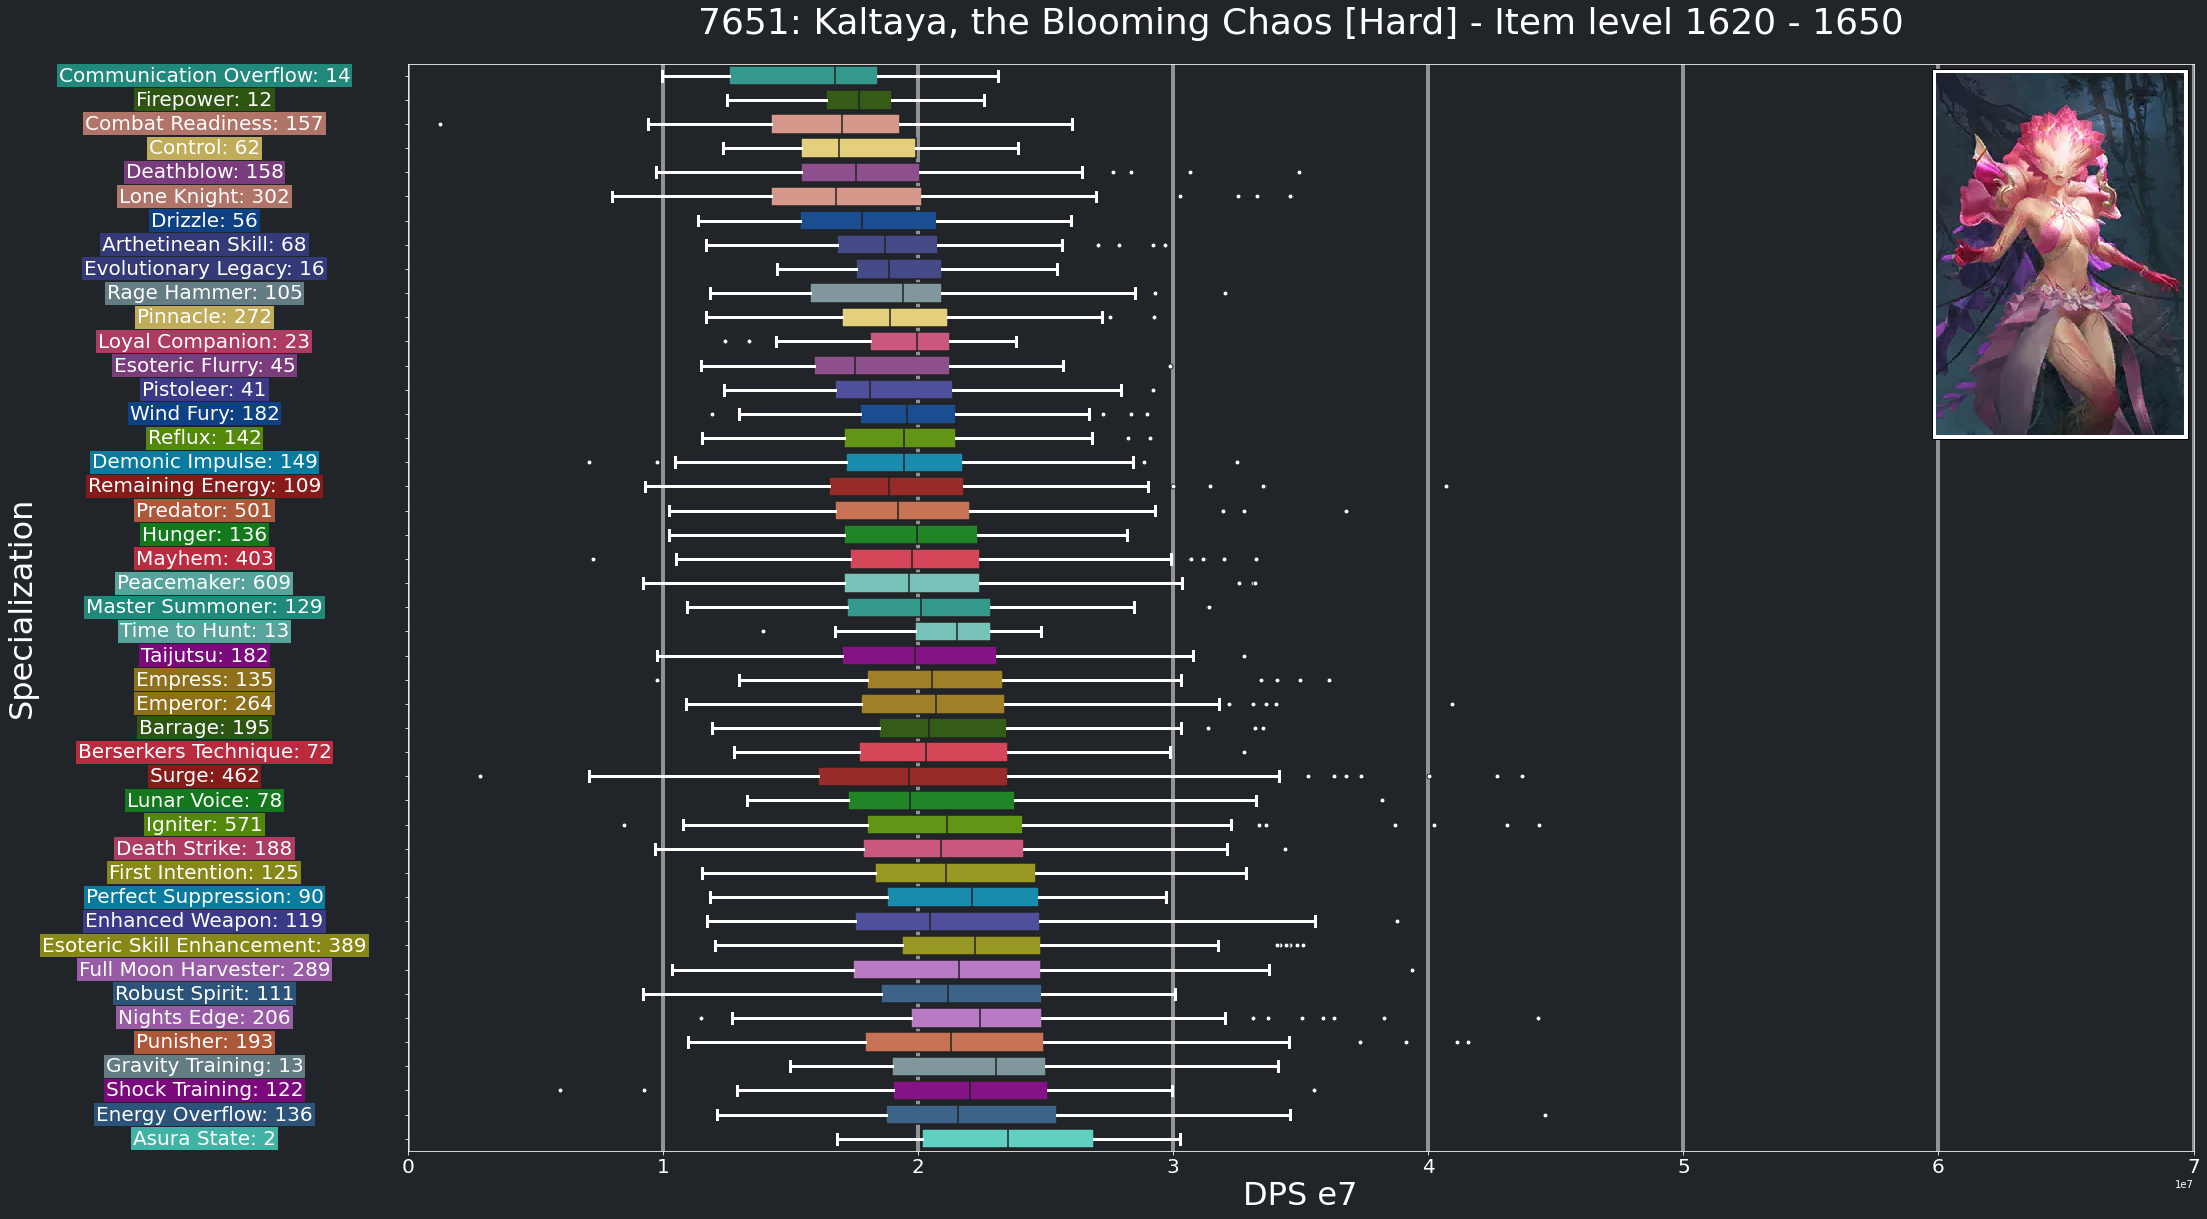 7651: Kaltaya, the Blooming Chaos [Hard] - Item level 1620 - 1650
Specialization
Communication Overflow: 14
Firepower: 12
Combat Readiness: 157
Control: 62
Deathblow: 158
Lone Knight: 302
Drizzle: 56
Arthetinean Skill: 68
Evolutionary Legacy: 16
Rage Hammer: 105
Pinnacle: 272
Loyal Companion: 23
Esoteric Flurry: 45
Pistoleer: 41
Wind Fury: 182
Reflux: 142
Demonic Impulse: 149
Remaining Energy: 109
Predator: 501
Hunger: 136
Mayhem: 403
Peacemaker: 609
Master Summoner: 129
Time to Hunt: 13
Taijutsu: 182
Empress: 135
Emperor: 264
Barrage: 195
Berserkers Technique: 72
Surge: 462
Lunar Voice: 78
Igniter: 571
Death Strike: 188
First Intention: 125
Perfect Suppression: 90
Enhanced Weapon: 119
Esoteric Skill Enhancement: 389
Full Moon Harvester: 289
Robust Spirit: 111
Nights Edge: 206
Punisher: 193
Gravity Training: 13
Shock Training: 122
Energy Overflow: 136
Asura State: 2
0 1 2 3 4 5 6 7
1e7
DPS e7